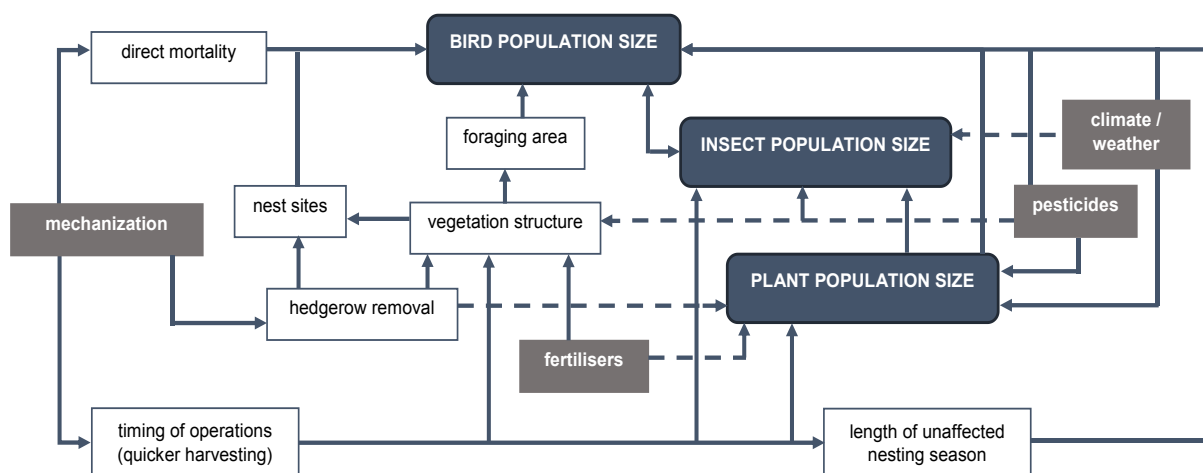 direct mortality
BIRD POPULATION SIZE
foraging area
INSECT POPULATION SIZE
climate /
weather
mechanization
nest sites
vegetation structure
pesticides
hedgerow removal
PLANT POPULATION SIZE
fertilisers
timing of operations
(quicker harvesting)
length of unaffected
nesting season